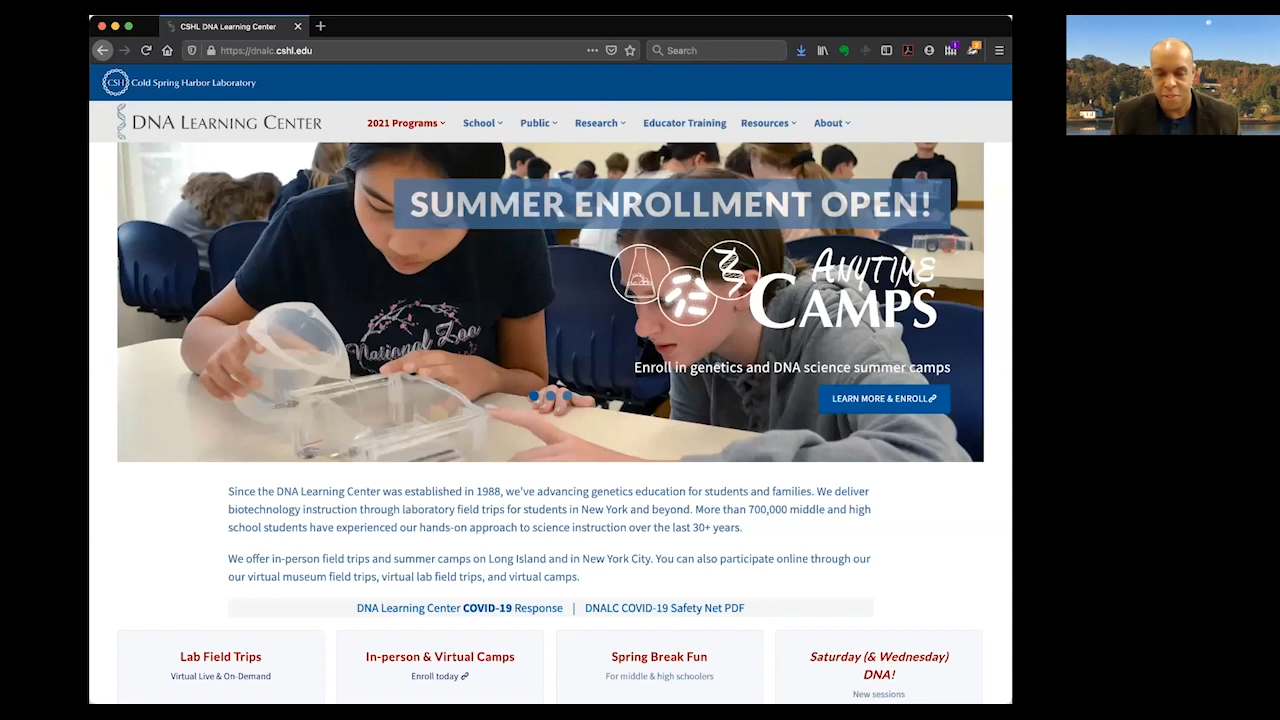 CSHL DNA Learning Center
https://dnalc.cshl.edu
Search
CSH Cold Spring Harbor Laboratory
DNA LEARNING CENTER
2021 Programs School Public Research Educator Training Resources About
SUMMER ENROLLMENT OPEN!
ANYTIME
CAMPS
National Zoo
Enroll in genetics and DNA science summer camps
LEARN MORE & ENROLL
Since the DNA Learning Center was established in 1988, we've advancing genetics education for students and families. We deliver
biotechnology instruction through laboratory field trips for students in New York and beyond. More than 700,000 middle and high
school students have experienced our hands-on approach to science instruction over the last 30+ years.
We offer in-person field trips and summer camps on Long Island and in New York City. You can also participate online through our
our virtual museum field trips, virtual lab field trips, and virtual camps.
DNA Learning Center COVID-19 Response | DNALC COVID-19 Safety Net PDF
Lab Field Trips
Virtual Live & On-Demand
In-person & Virtual Camps
Enroll today
Spring Break Fun
For middle & high schoolers
Saturday (& Wednesday)
DNA!
New sessions